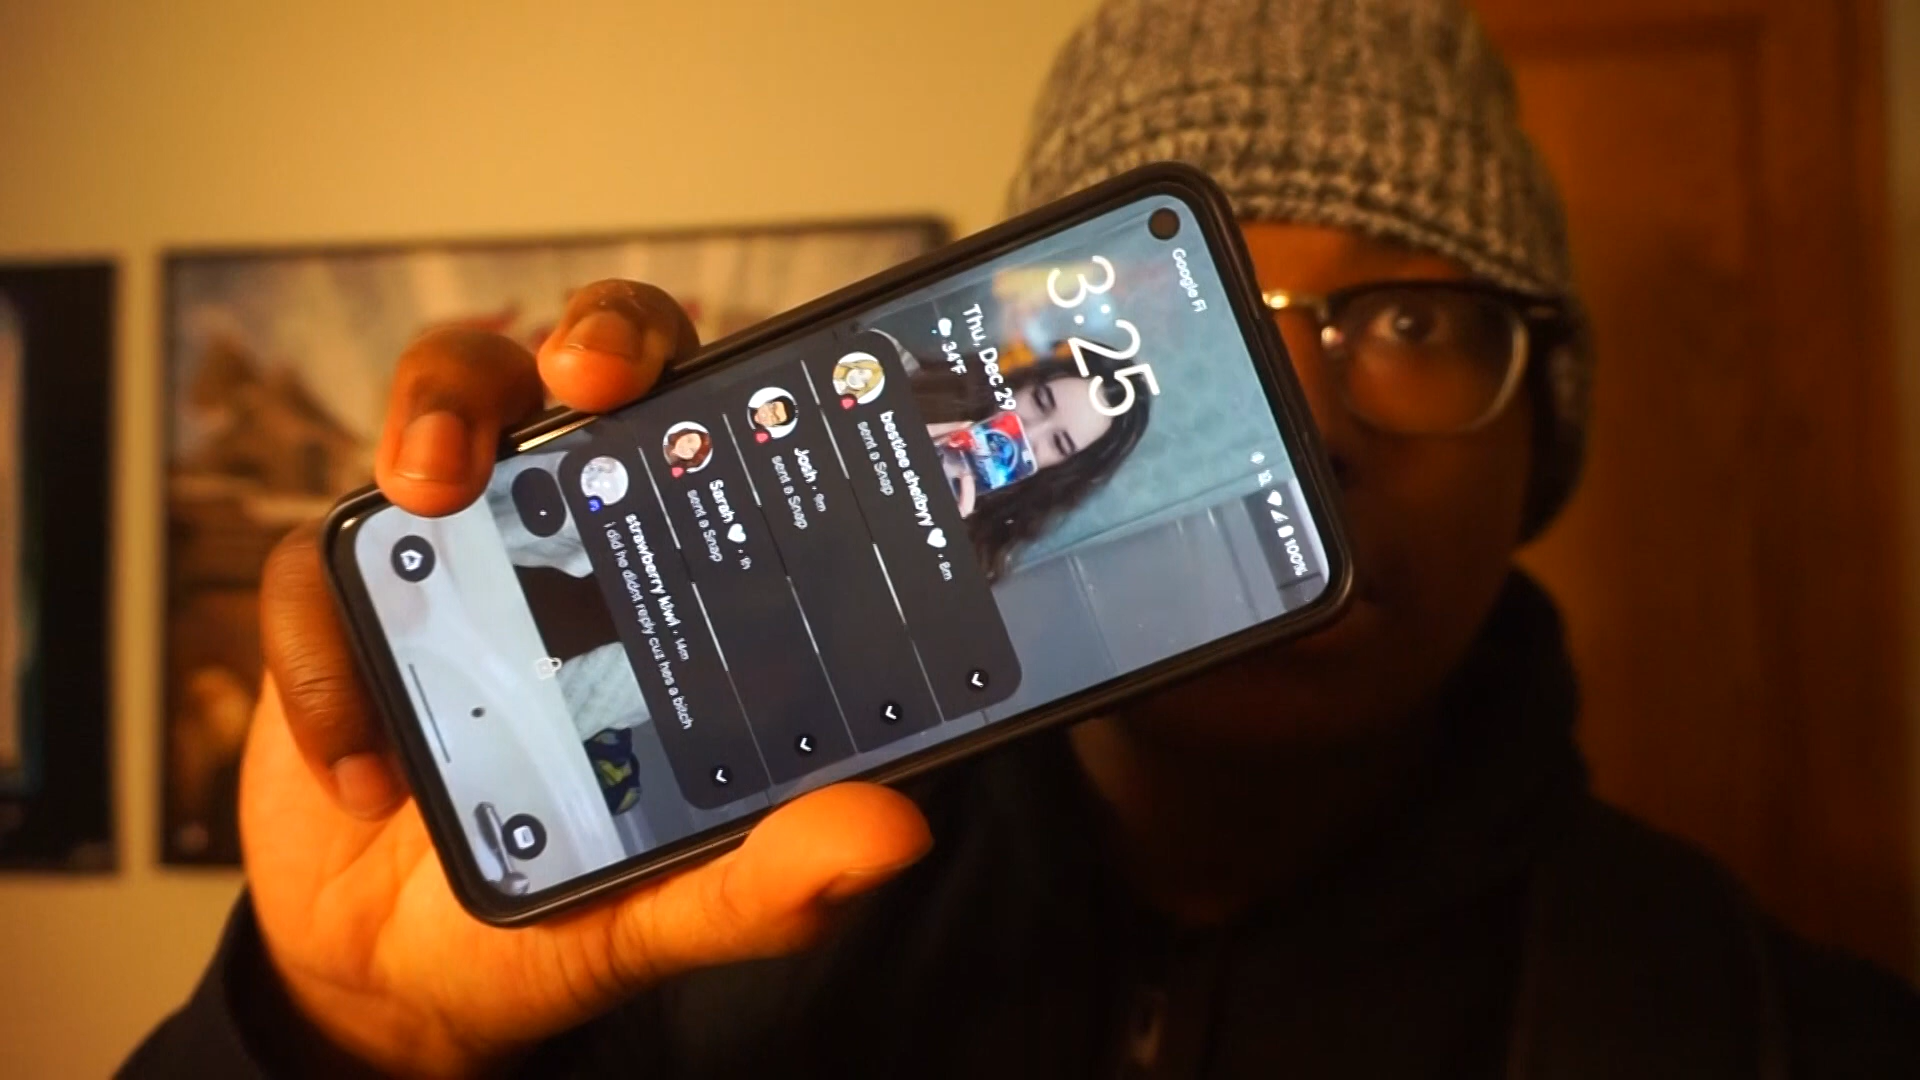 Google Fi
100%
3:25
Thu, Dec 29
34°F
bestiee shelbyy🤍 · 8m
sent a Snap
Josh · 9m
sent a Snap
Sarah🤍 · 1h
sent a Snap
strawberry kiwi · 14m
i did he didnt reply cuz hes a bitch